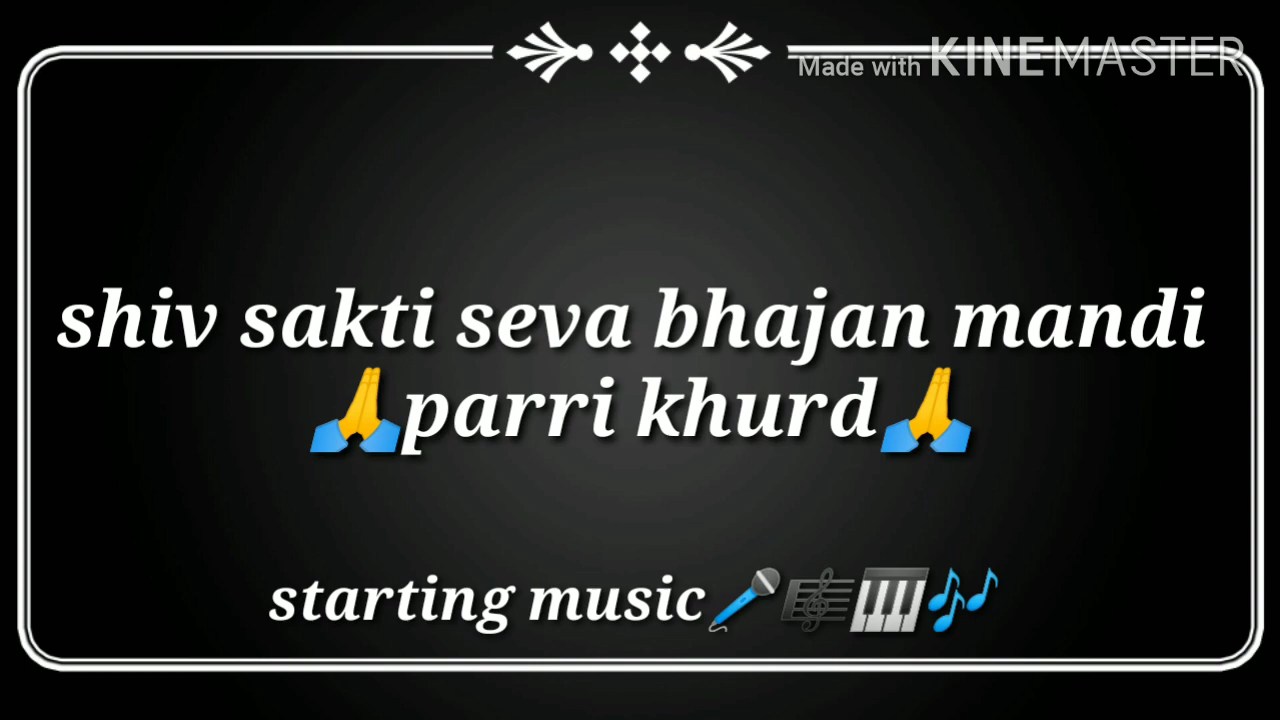 Made with KINEMASTER
shiv sakti seva bhajan mandi
🙏parri khurd🙏
starting music🎤🎼🎹🎶